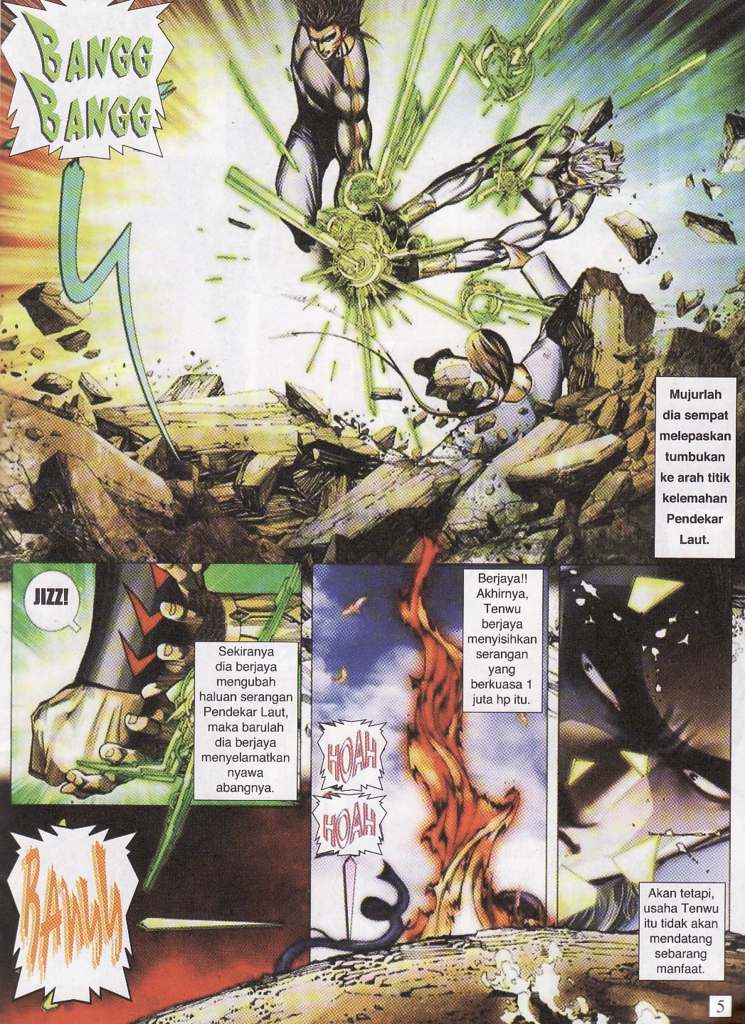 BANGG
BANGG
Mujurlah
dia sempat
melepaskan
tumbukan
ke arah titik
kelemahan
Pendekar
Laut.
JIZZ!
Sekiranya
dia berjaya
mengubah
haluan serangan
Pendekar Laut,
maka barulah
dia berjaya
menyelamatkan
nyawa
abangnya.
Berjaya!!
Akhirnya,
Tenwu
berjaya
menyisihkan
serangan
yang
berkuasa 1
juta hp itu.
HOAH
HOAH
BANGG
Akan tetapi,
usaha Tenwu
itu tidak akan
mendatang
sebarang
manfaat.
5